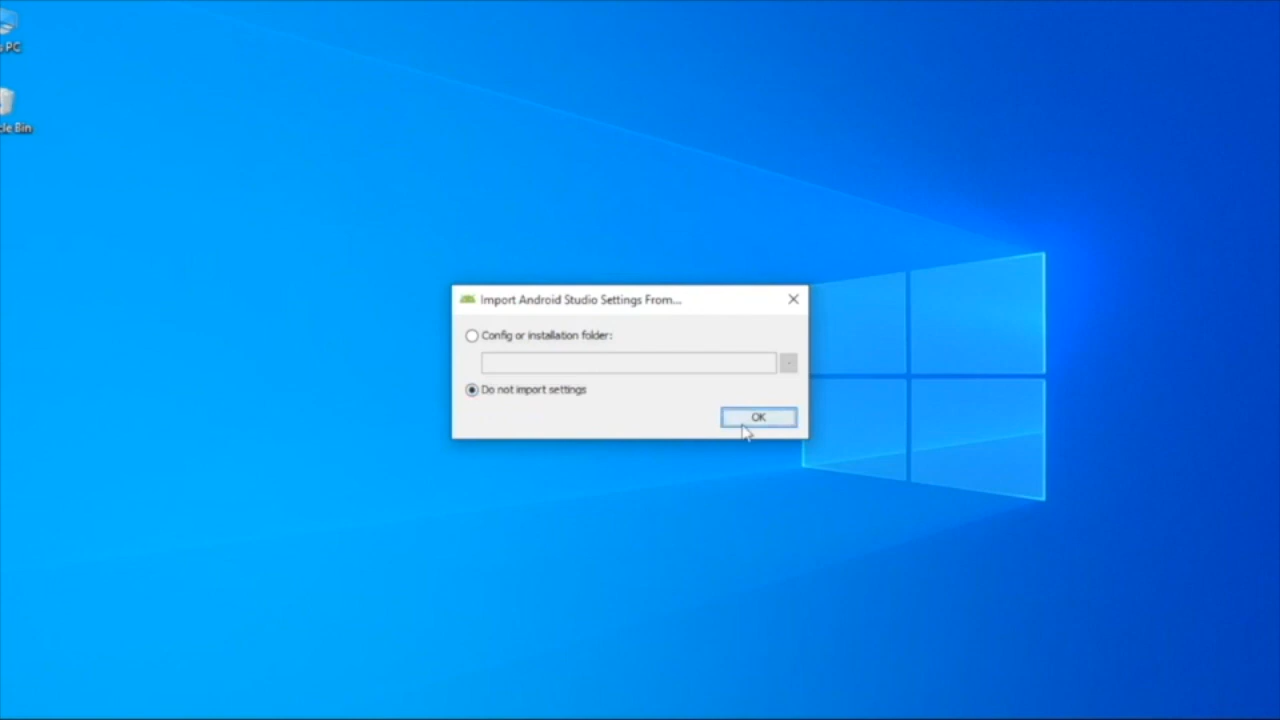 s PC
cle Bin
Import Android Studio Settings From...
Config or installation folder:
Do not import settings
OK